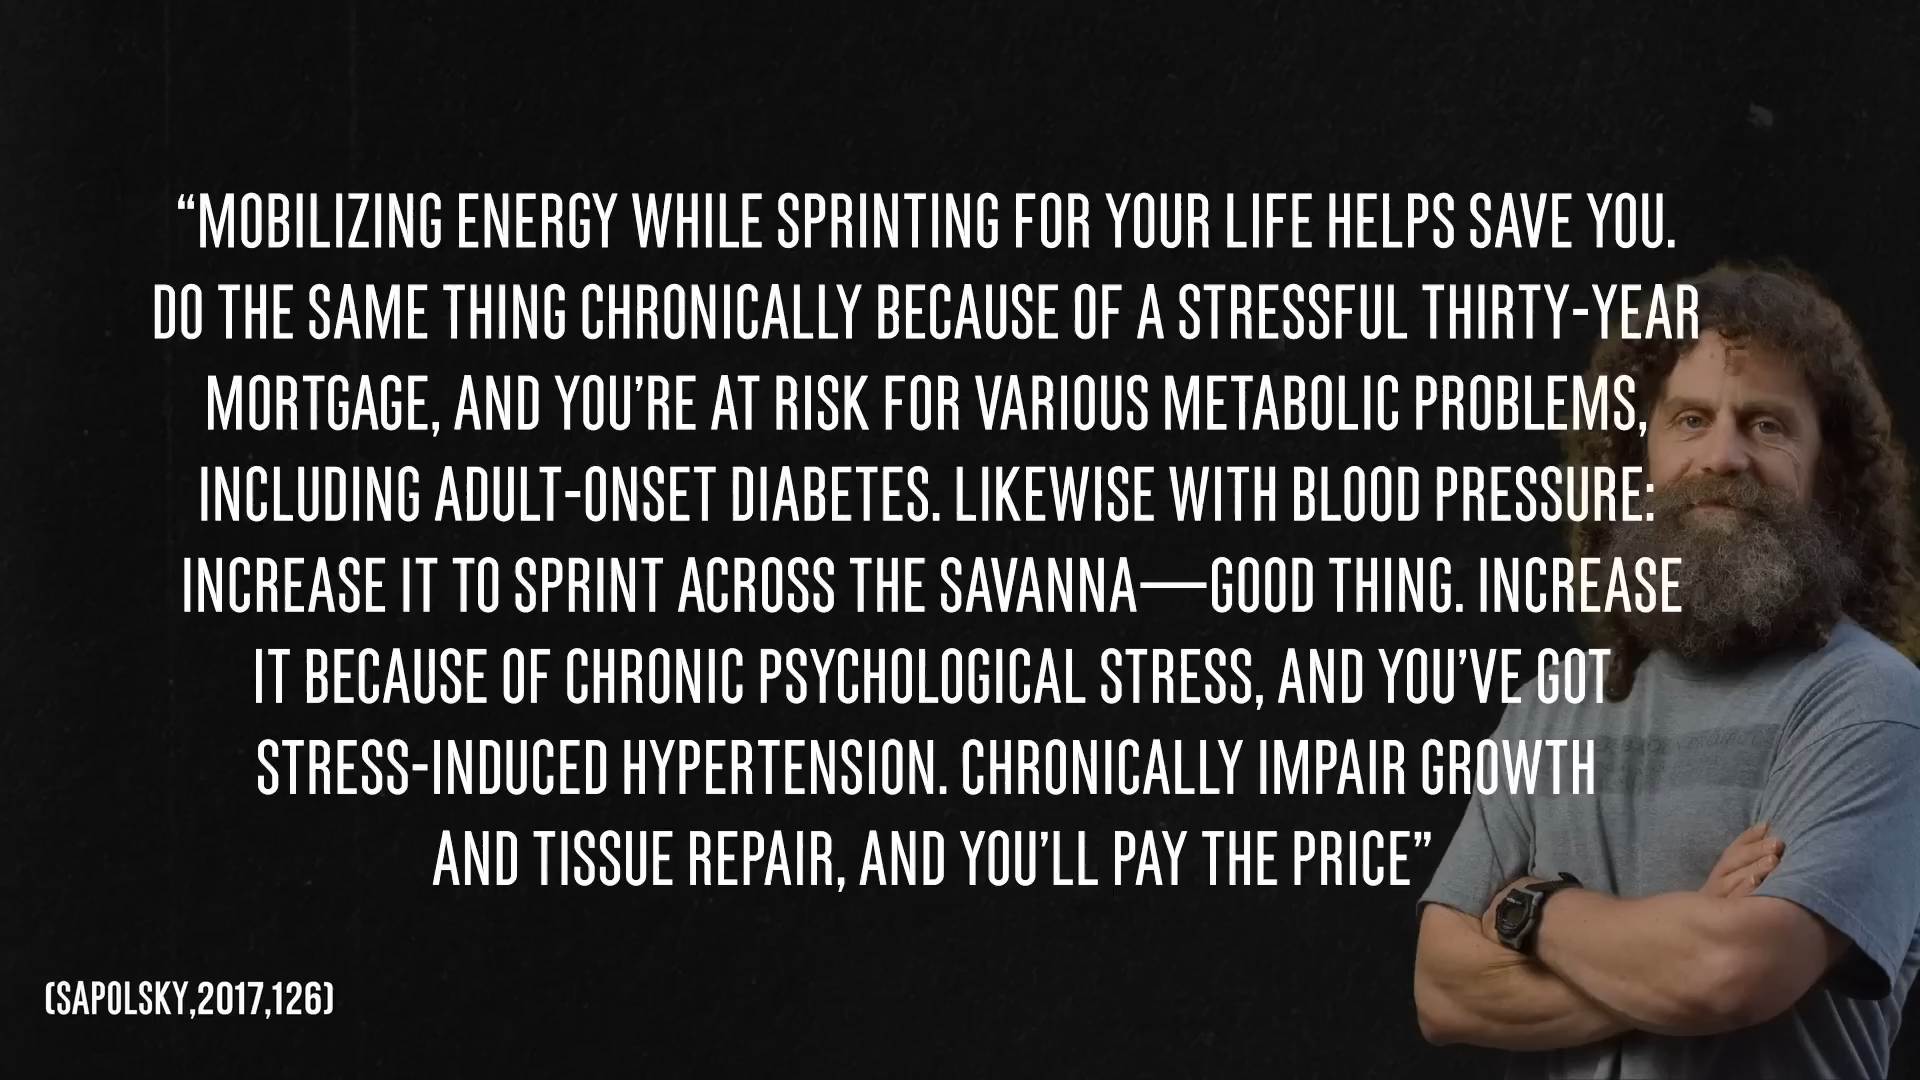 “MOBILIZING ENERGY WHILE SPRINTING FOR YOUR LIFE HELPS SAVE YOU.
DO THE SAME THING CHRONICALLY BECAUSE OF A STRESSFUL THIRTY-YEAR
MORTGAGE, AND YOU’RE AT RISK FOR VARIOUS METABOLIC PROBLEMS,
INCLUDING ADULT-ONSET DIABETES. LIKEWISE WITH BLOOD PRESSURE:
INCREASE IT TO SPRINT ACROSS THE SAVANNA—GOOD THING. INCREASE
IT BECAUSE OF CHRONIC PSYCHOLOGICAL STRESS, AND YOU’VE GOT
STRESS-INDUCED HYPERTENSION. CHRONICALLY IMPAIR GROWTH
AND TISSUE REPAIR, AND YOU’LL PAY THE PRICE”
(SAPOLSKY,2017,126)